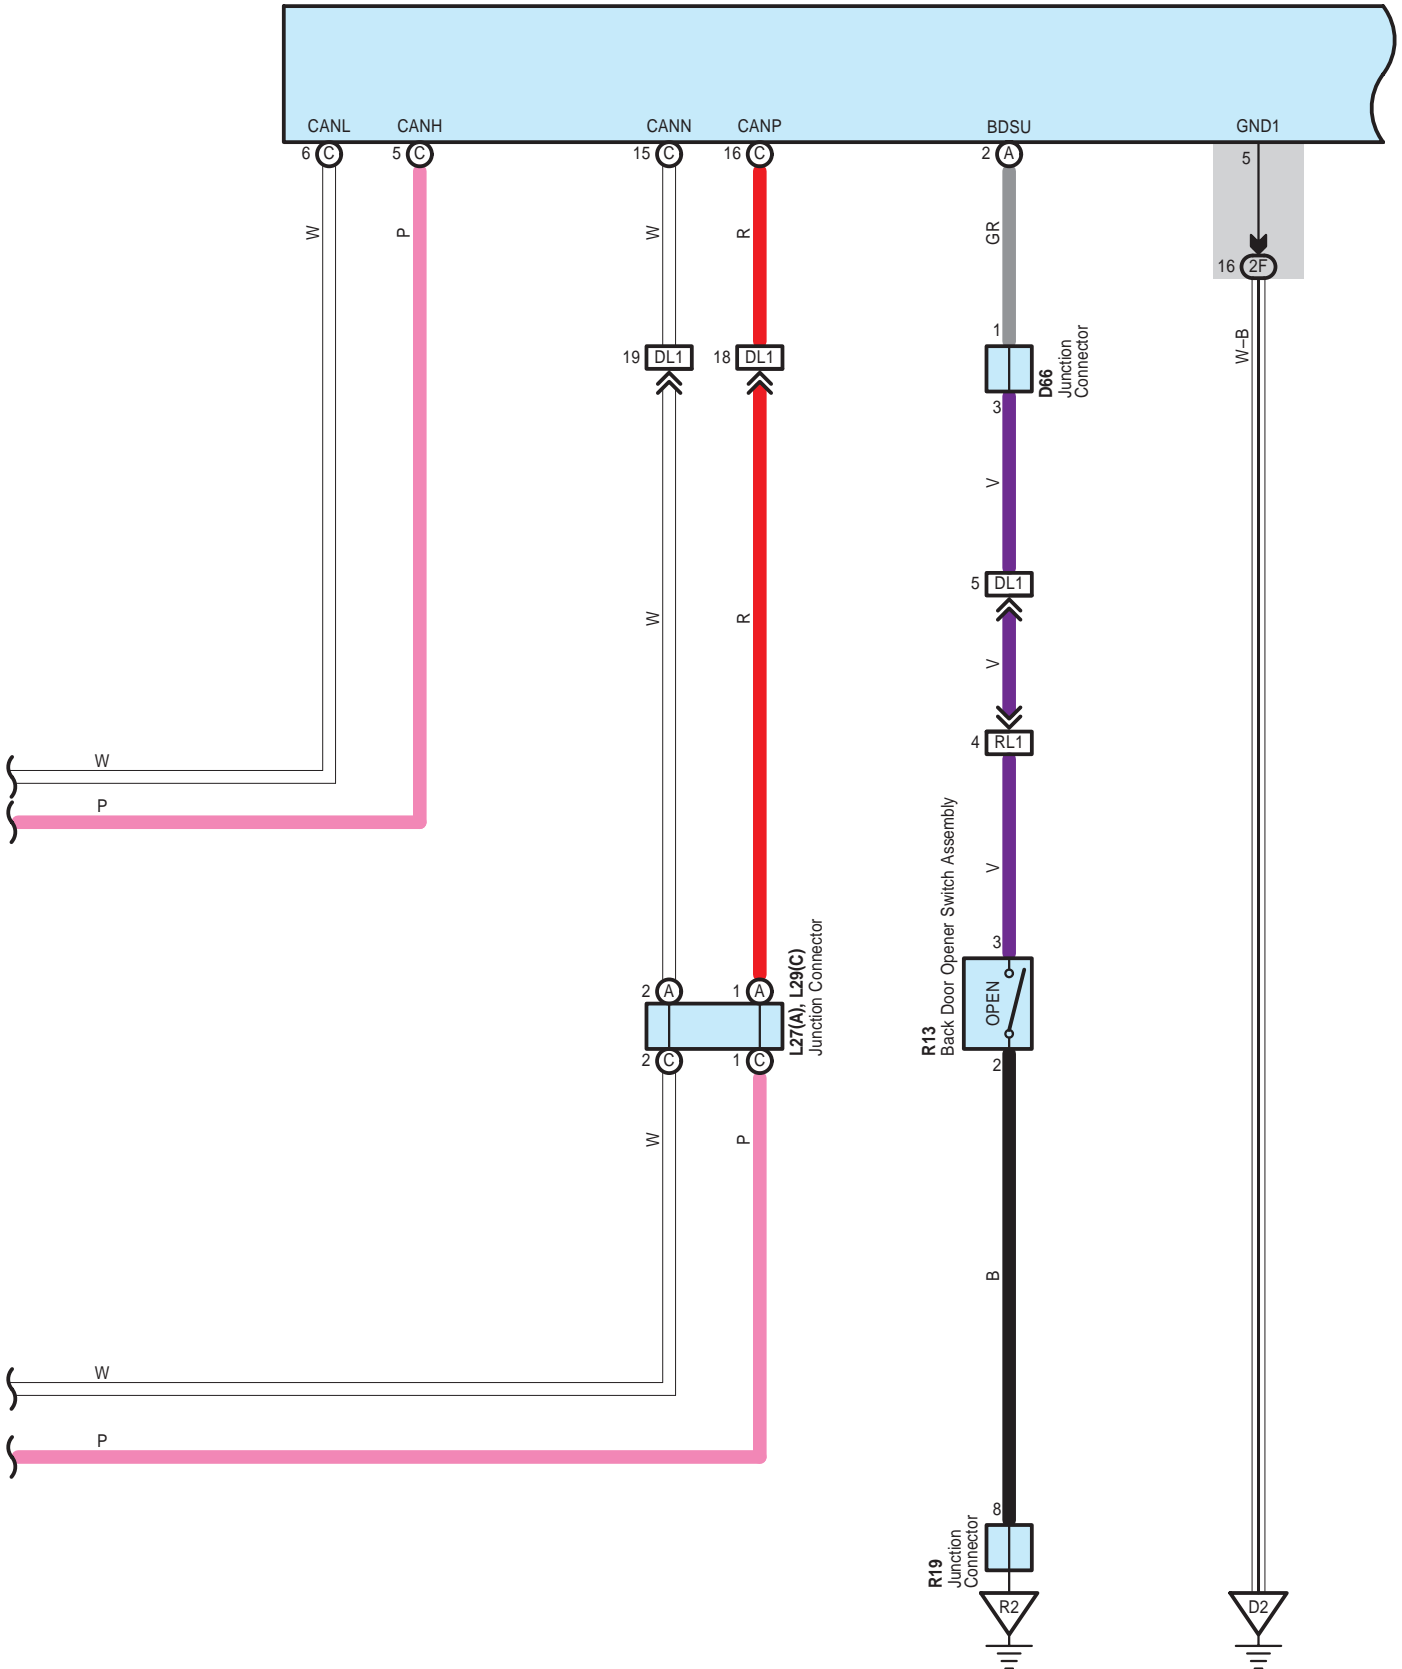 CANL CANH CANN CANP BDSU GND1
6 C 5 C 15 C 16 C 2 A 5
W P W R GR
16 2F
1
W–B
19 DL1 18 DL1
D66
Junction
Connector
3
V
5 DL1
W R
V
4 RL1
W
P
V
R13
Back Door Opener Switch Assembly
3
OPEN
2
2 A 1 A
L27(A), L29(C)
Junction Connector
2 C 1 C
W P
B
W
P
8
R19
Junction
Connector
R2 D2